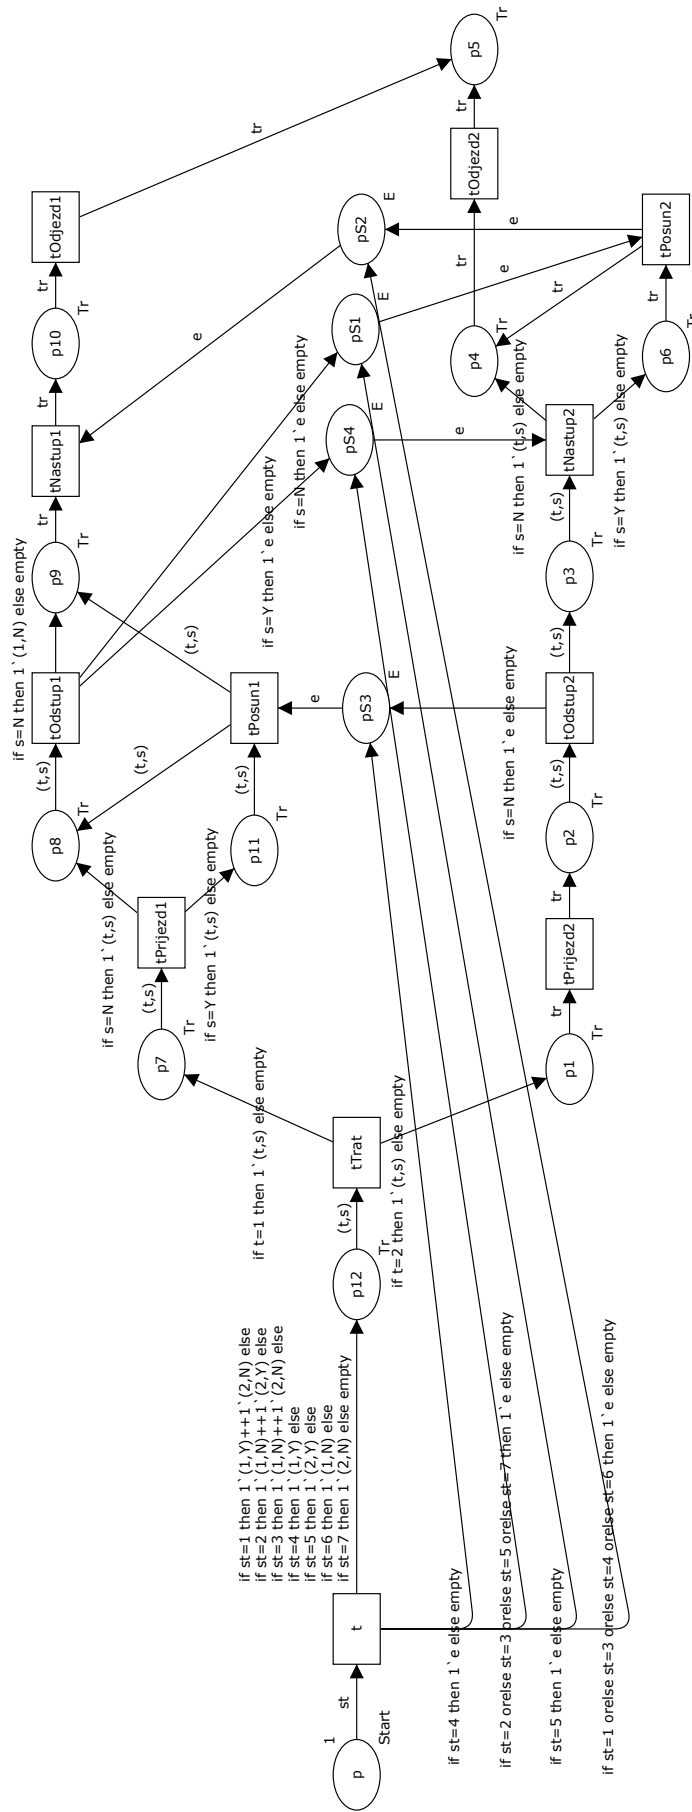 p
1
Start
st
t
if st=1 then 1`(1,Y)++1`(2,N) else
if st=2 then 1`(1,N)++1`(2,Y) else
if st=3 then 1`(1,N)++1`(2,N) else
if st=4 then 1`(1,Y) else
if st=5 then 1`(2,Y) else
if st=6 then 1`(1,N) else
if st=7 then 1`(2,N) else empty
if st=4 then 1`e else empty
if st=2 orelse st=3 orelse st=5 orelse st=7 then 1`e else empty
if st=5 then 1`e else empty
if st=1 orelse st=3 orelse st=4 orelse st=6 then 1`e else empty
p12
Tr
(t,s)
tTrat
if t=1 then 1`(t,s) else empty
if t=2 then 1`(t,s) else empty
p7
Tr
(t,s)
tPrijezd1
if s=N then 1`(t,s) else empty
if s=Y then 1`(t,s) else empty
p8
Tr
(t,s)
p11
Tr
(t,s)
tOdstup1
if s=N then 1`(1,N) else empty
tPosun1
(t,s)
(t,s)
e
p9
Tr
tr
tNastup1
tr
p10
Tr
tr
tOdjezd1
tr
e
if s=Y then 1`e else empty
if s=N then 1`e else empty
pS3
E
pS4
E
pS1
E
pS2
E
e
e
e
p1
Tr
tr
tPrijezd2
tr
p2
Tr
(t,s)
tOdstup2
if s=N then 1`e else empty
(t,s)
p3
Tr
(t,s)
tNastup2
if s=N then 1`(t,s) else empty
if s=Y then 1`(t,s) else empty
p4
Tr
tr
p6
Tr
tr
tPosun2
tr
tOdjezd2
tr
p5
Tr